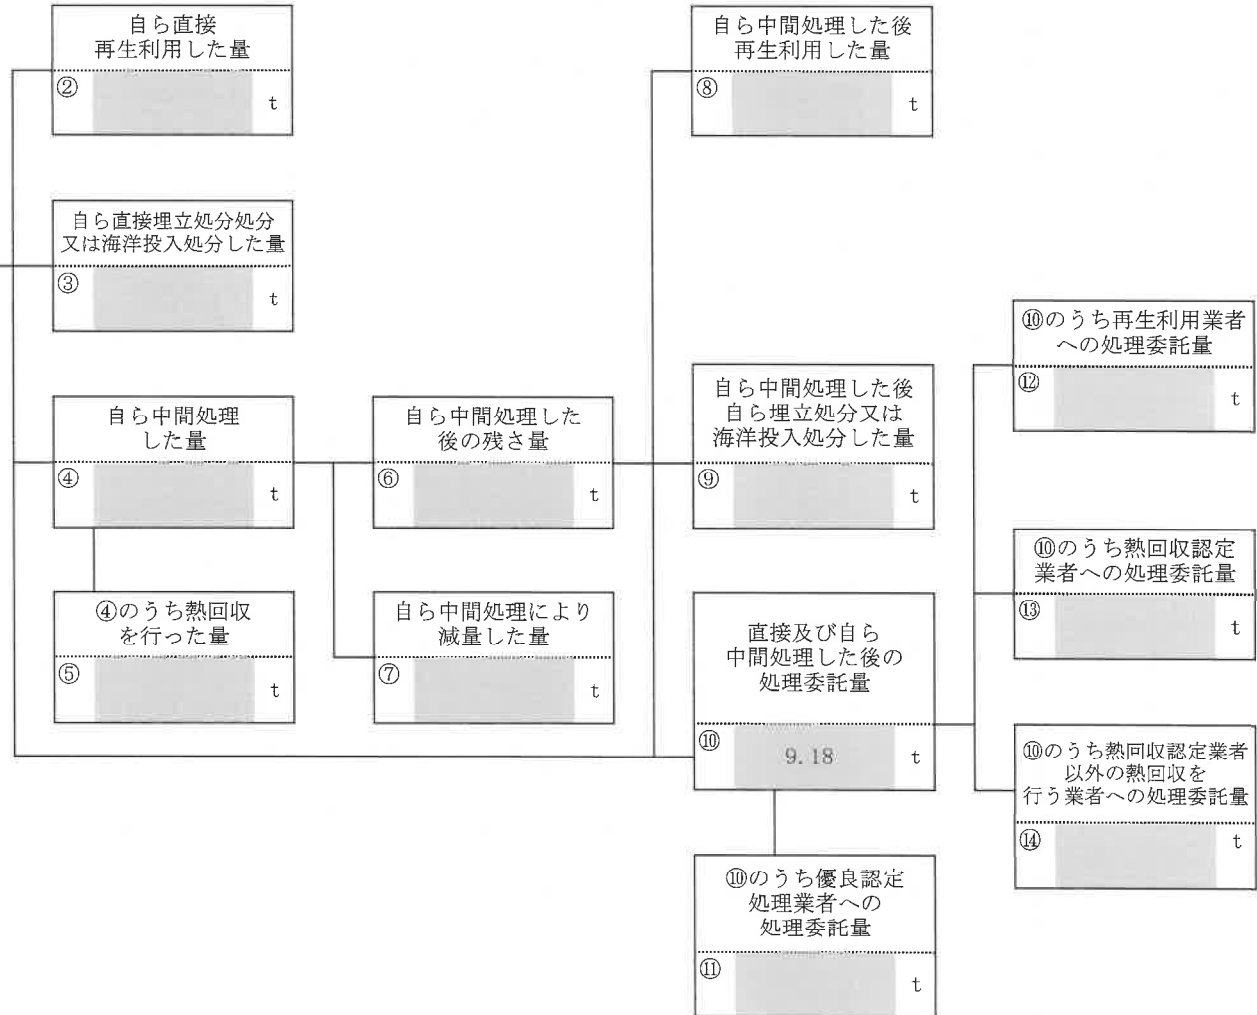 自ら直接
再生利用した量
②
t
自ら中間処理した後
再生利用した量
⑧
t
自ら直接埋立処分処分
又は海洋投入処分した量
③
t
⑩のうち再生利用業者
への処理委託量
⑫
t
自ら中間処理
した量
④
t
自ら中間処理した
後の残さ量
⑥
t
自ら中間処理した後
自ら埋立処分又は
海洋投入処分した量
⑨
t
⑩のうち熱回収認定
業者への処理委託量
⑬
t
④のうち熱回収
を行った量
⑤
t
自ら中間処理により
減量した量
⑦
t
直接及び自ら
中間処理した後の
処理委託量
⑩
9.18
t
⑩のうち熱回収認定業者
以外の熱回収を
行う業者への処理委託量
⑭
t
⑩のうち優良認定
処理業者への
処理委託量
⑪
t